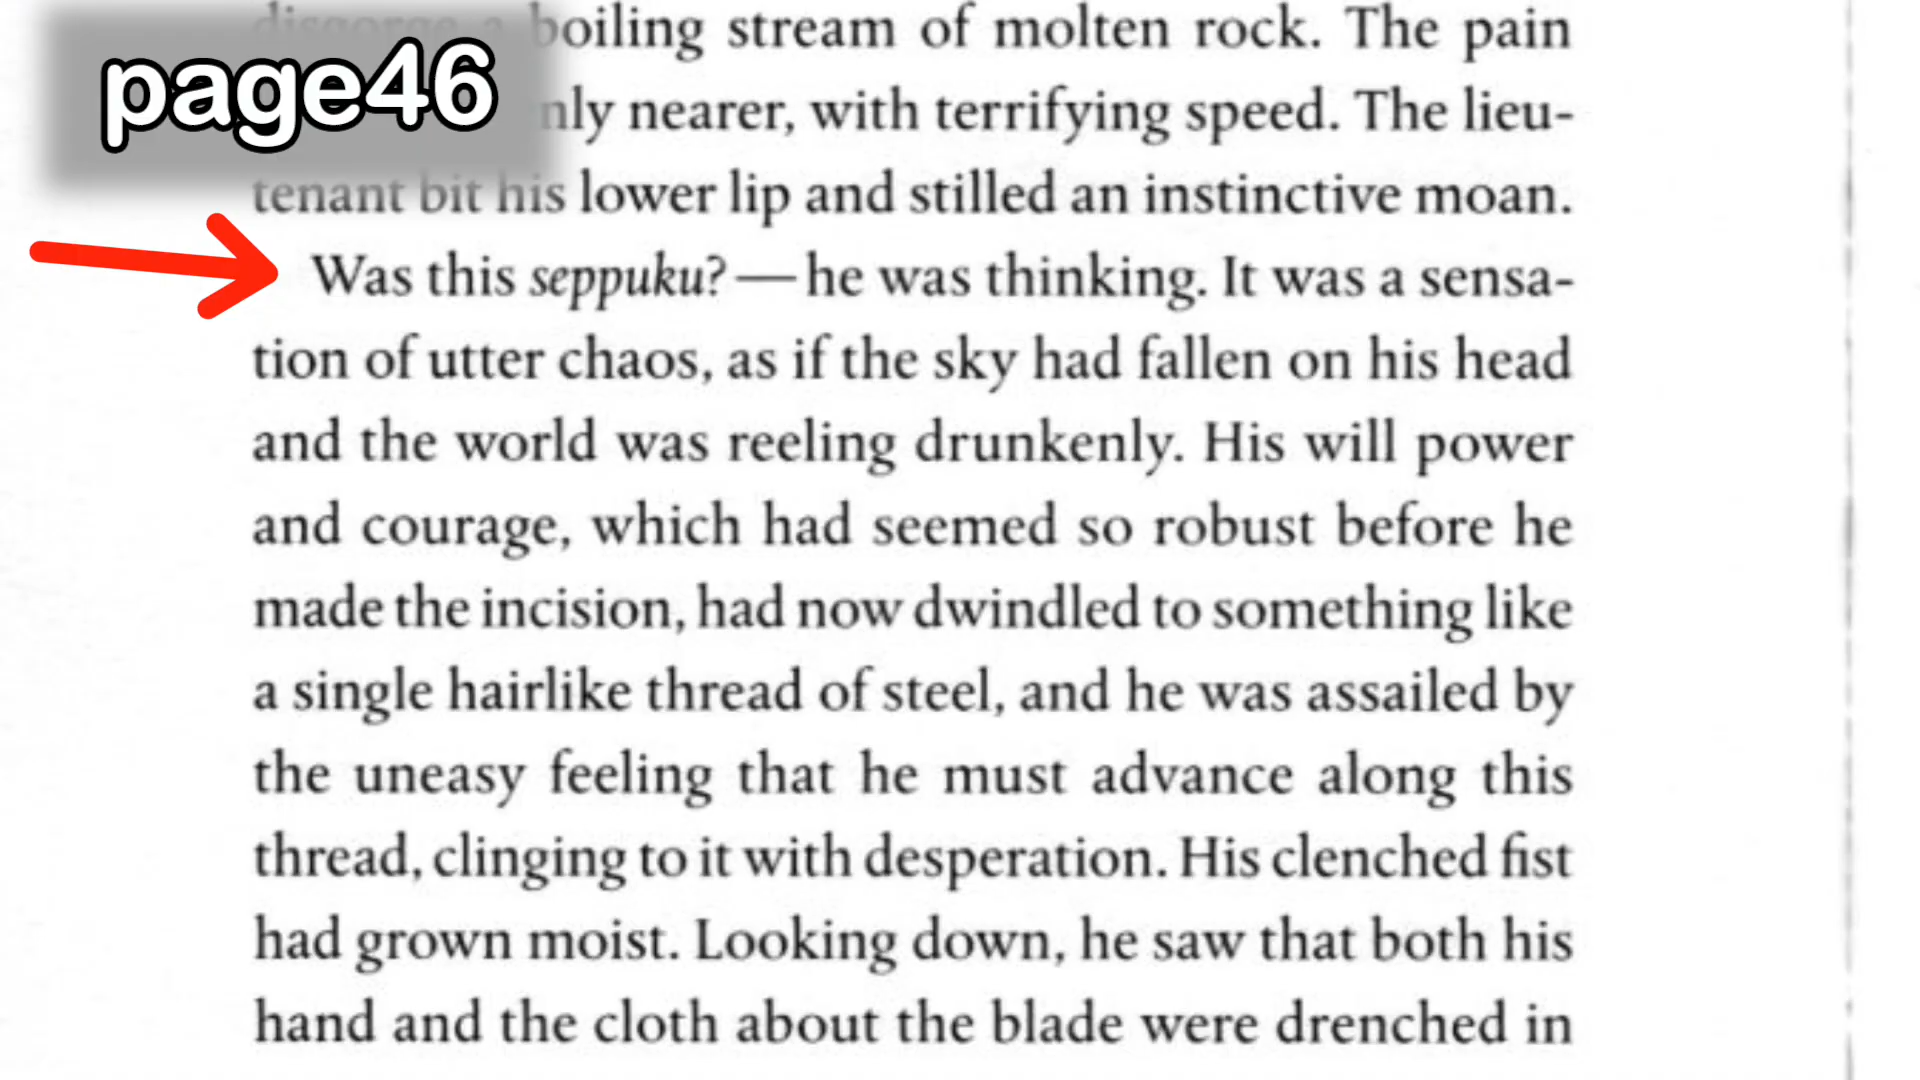 page46
disgorge a boiling stream of molten rock. The pain
nly nearer, with terrifying speed. The lieu-
tenant bit his lower lip and stilled an instinctive moan.
Was this seppuku?—he was thinking. It was a sensa-
tion of utter chaos, as if the sky had fallen on his head
and the world was reeling drunkenly. His will power
and courage, which had seemed so robust before he
made the incision, had now dwindled to something like
a single hairlike thread of steel, and he was assailed by
the uneasy feeling that he must advance along this
thread, clinging to it with desperation. His clenched fist
had grown moist. Looking down, he saw that both his
hand and the cloth about the blade were drenched in